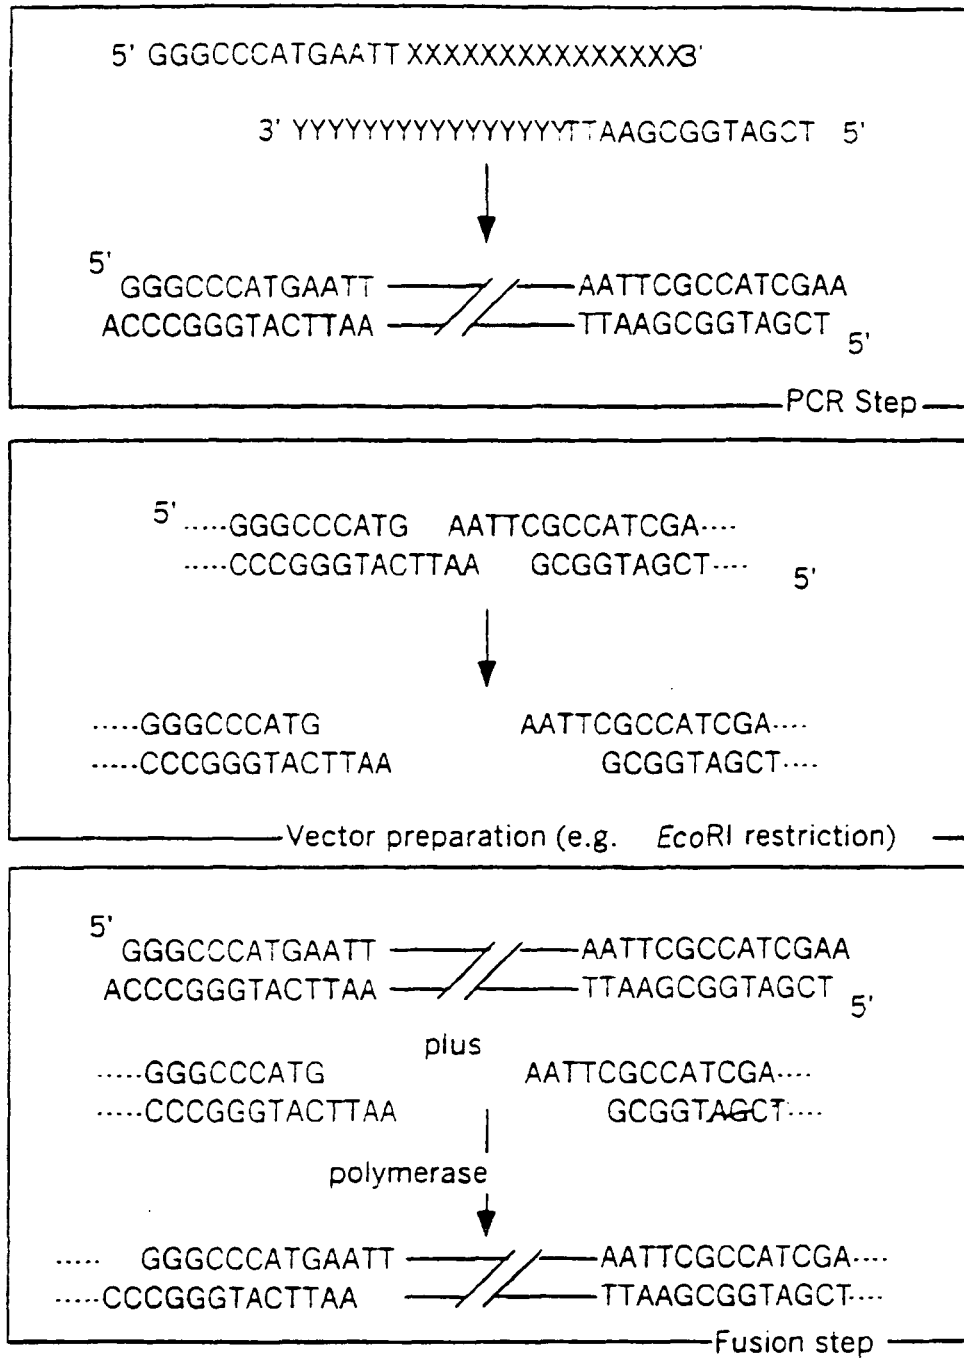 5' GGGCCCATGAATTXXXXXXXXXXXXXXX3'
3' YYYYYYYYYYYYYYYYTTAAGCGGTAGCT 5'
5'
GGGCCCATGAATT AATTCGCCATCGAA
ACCCGGGTACTTAA TTAAGCGGTAGCT
5'
PCR Step
5' .....GGGCCCATG AATTCGCCATCGA....
.....CCCGGGTACTTAA GCGGTAGCT....
5'
.....GGGCCCATG AATTCGCCATCGA....
.....CCCGGGTACTTAA GCGGTAGCT....
Vector preparation (e.g. EcoRI restriction)
5'
GGGCCCATGAATT AATTCGCCATCGAA
ACCCGGGTACTTAA TTAAGCGGTAGCT
5'
plus
.....GGGCCCATG AATTCGCCATCGA....
.....CCCGGGTACTTAA GCGGTAGCT....
polymerase
..... GGGCCCATGAATT AATTCGCCATCGA....
.....CCCGGGTACTTAA TTAAGCGGTAGCT....
Fusion step